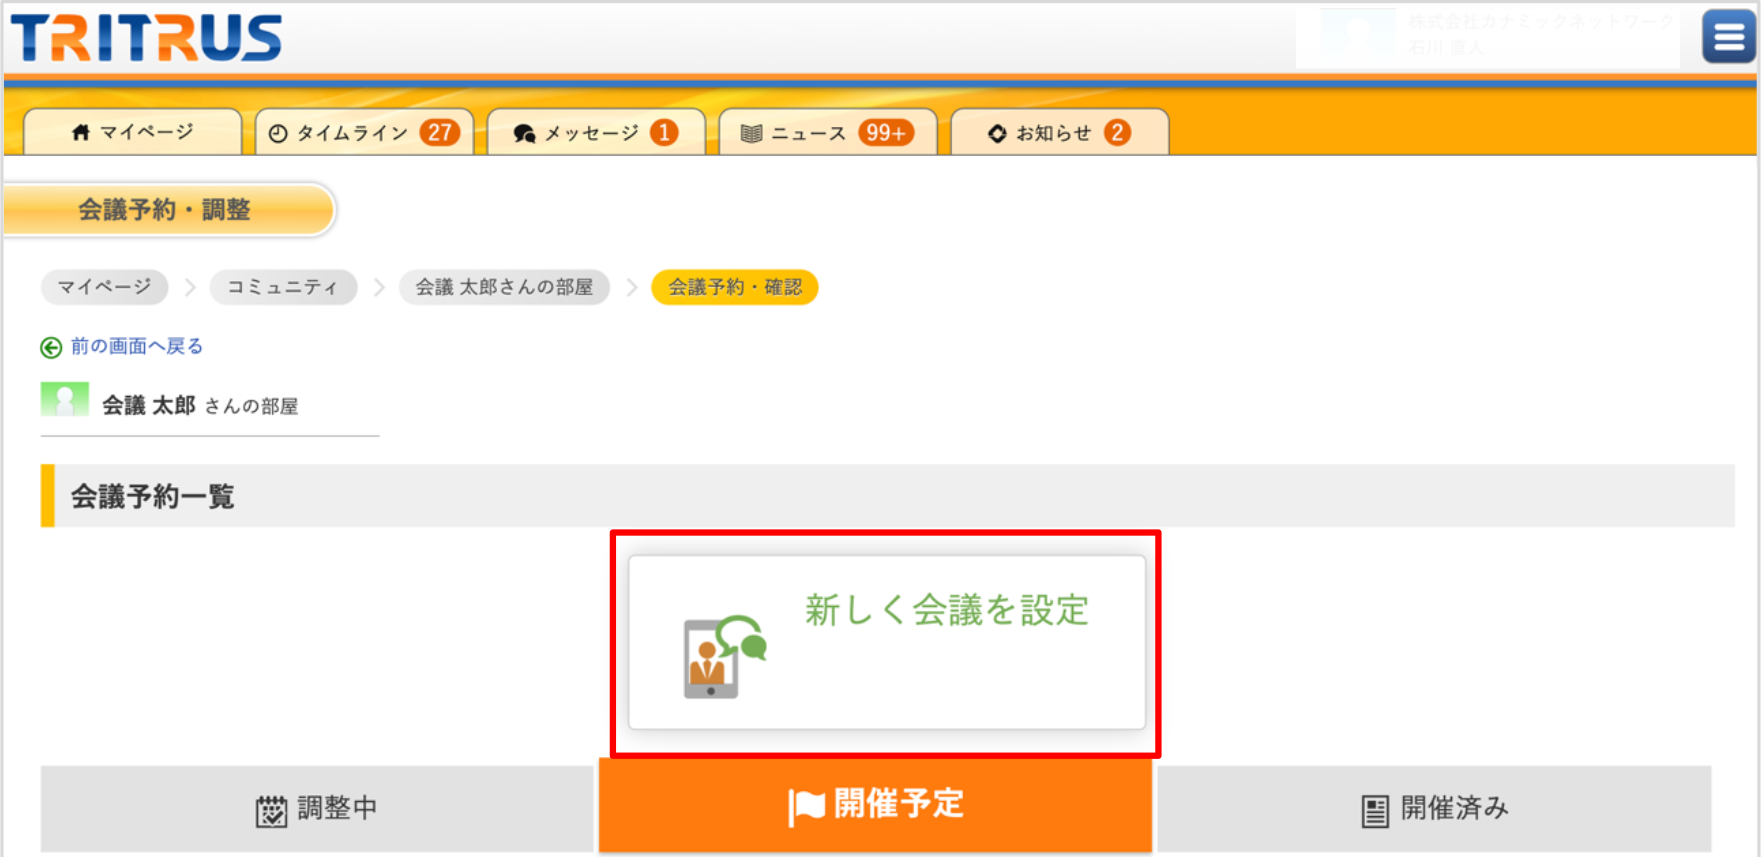 TRITRUS
株式会社カナミックネットワーク
石川 直人
マイページ
タイムライン 27
メッセージ 1
ニュース 99+
お知らせ 2
会議予約・調整
マイページ
コミュニティ
会議 太郎さんの部屋
会議予約・確認
前の画面へ戻る
会議 太郎 さんの部屋
会議予約一覧
新しく会議を設定
調整中
開催予定
開催済み